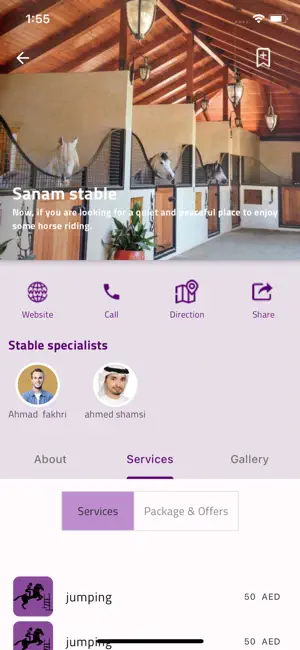 1:55
Sanam stable
Now, if you are looking for a quiet and peaceful place to enjoy
some horse riding.
Website
Call
Direction
Share
Stable specialists
Ahmad fakhri
ahmed shamsi
About
Services
Gallery
Services
Package & Offers
jumping
50 AED
jumping
50 AED